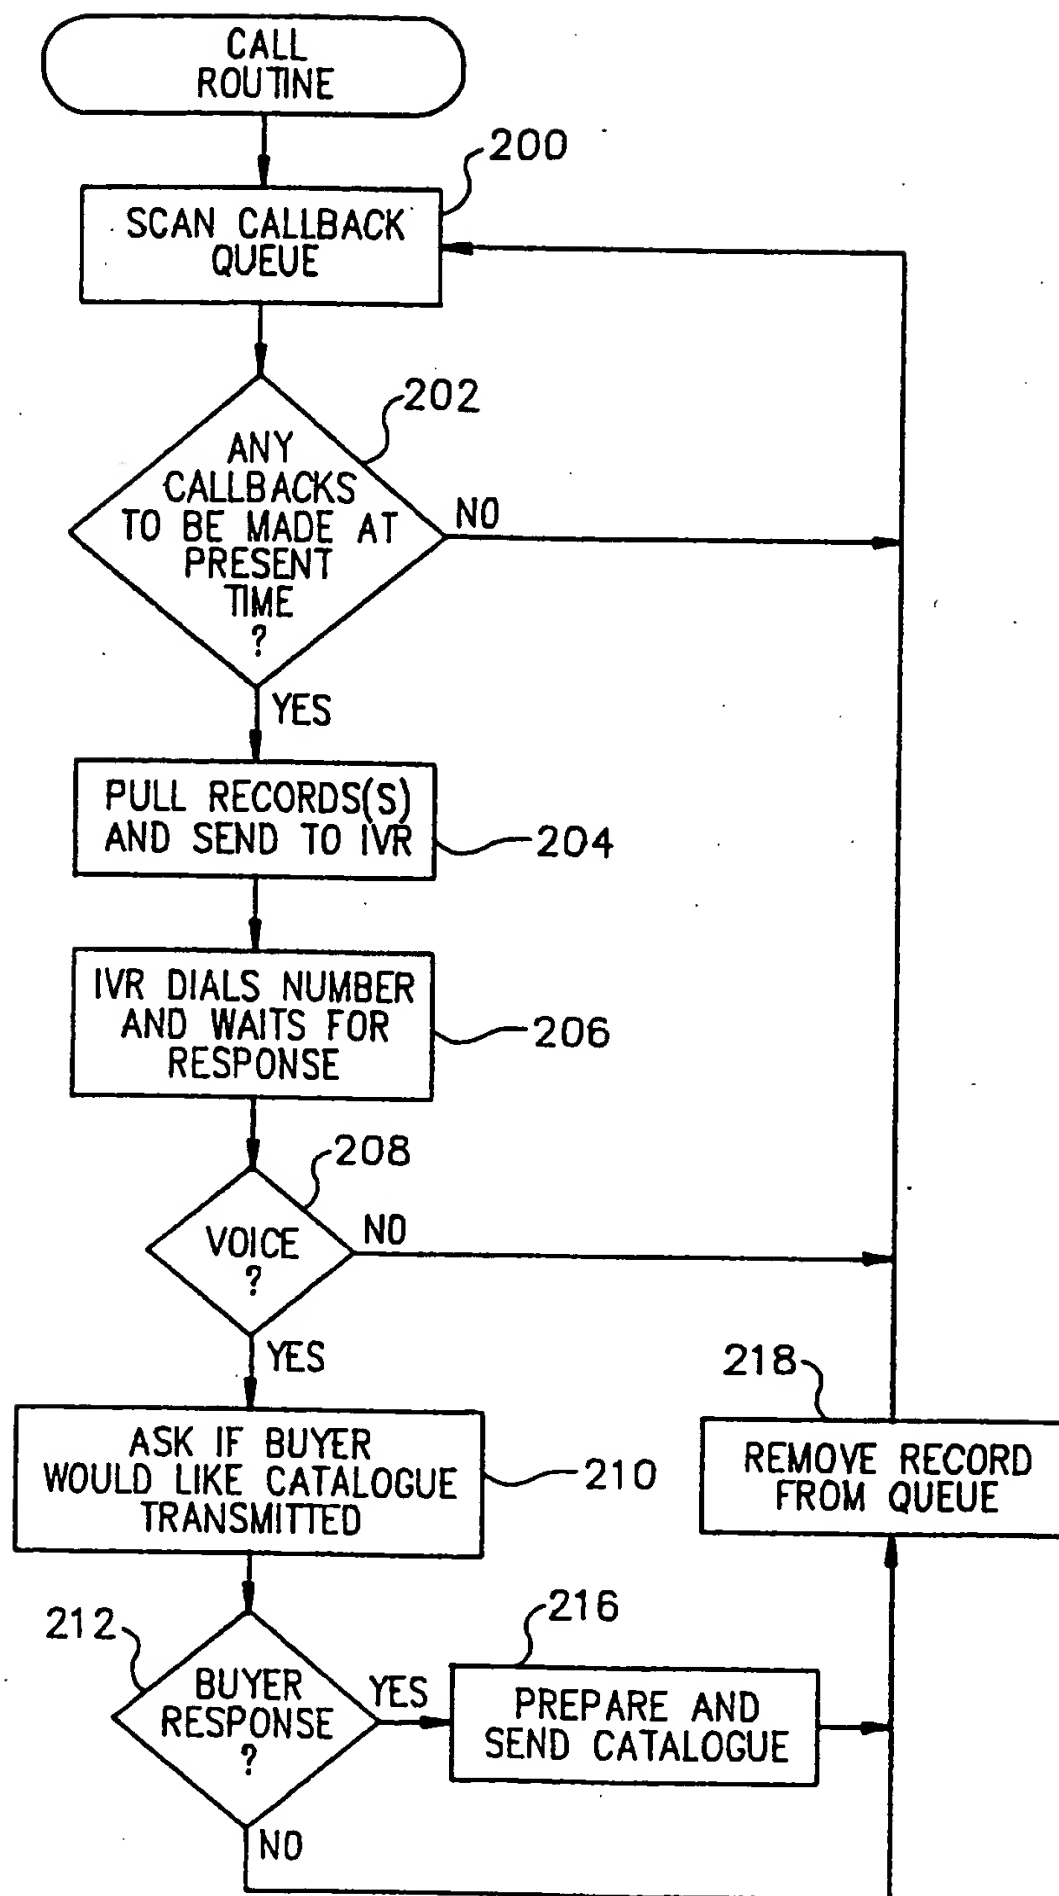 CALL
ROUTINE
200
SCAN CALLBACK
QUEUE
202
ANY
CALLBACKS
TO BE MADE AT
PRESENT
TIME
?
NO
YES
PULL RECORDS(S)
AND SEND TO IVR
204
IVR DIALS NUMBER
AND WAITS FOR
RESPONSE
206
208
VOICE
?
NO
YES
218
ASK IF BUYER
WOULD LIKE CATALOGUE
TRANSMITTED
210
REMOVE RECORD
FROM QUEUE
212
216
BUYER
RESPONSE
?
YES
PREPARE AND
SEND CATALOGUE
NO